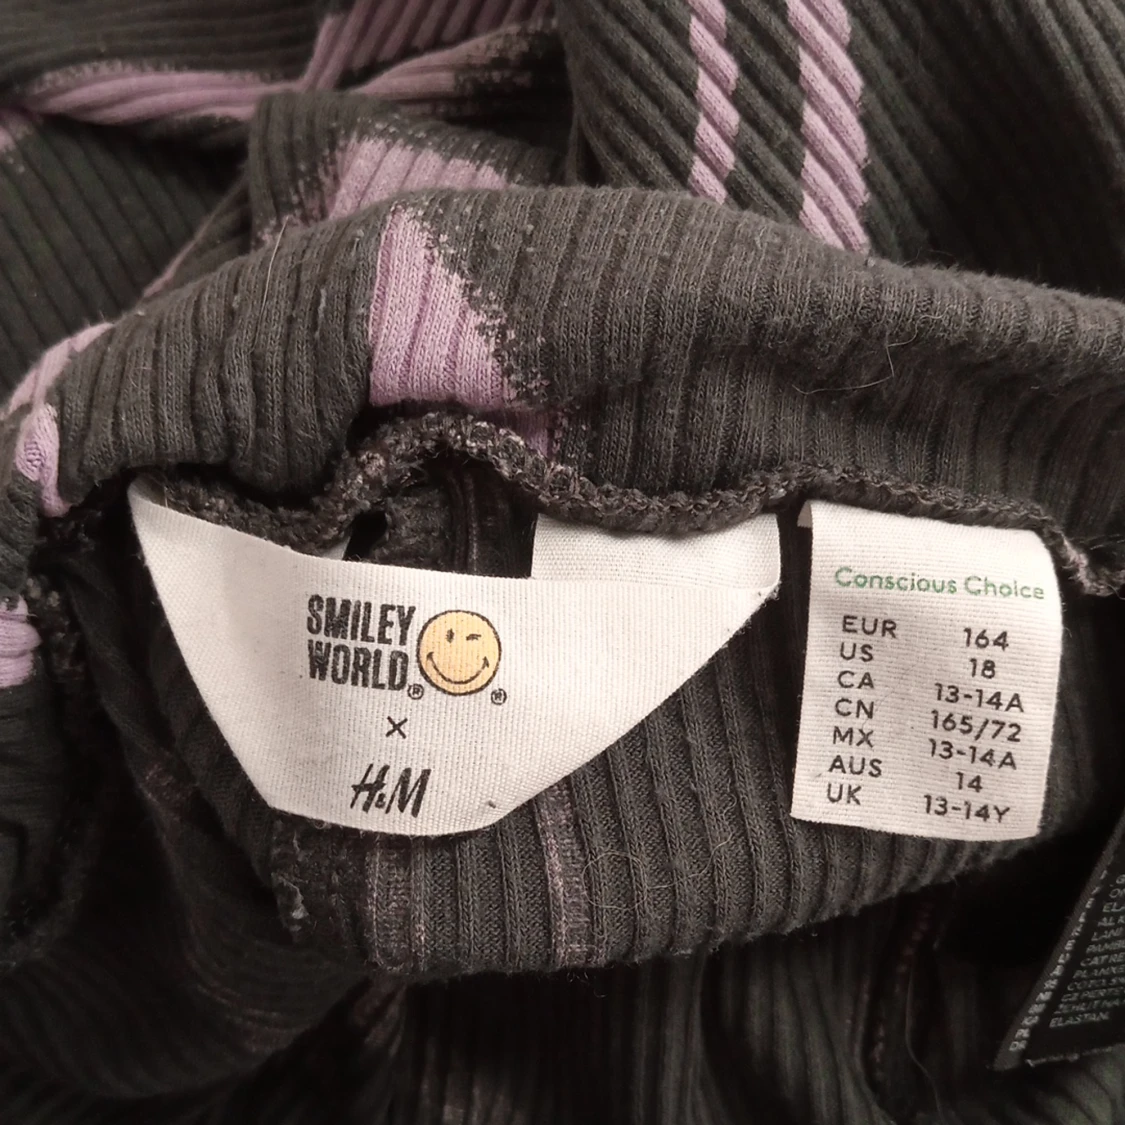 SMILEY
WORLD®
®
×
H&M
Conscious Choice
EUR 164
US 18
CA 13-14A
CN 165/72
MX 13-14A
AUS 14
UK 13-14Y
ELASTAN.